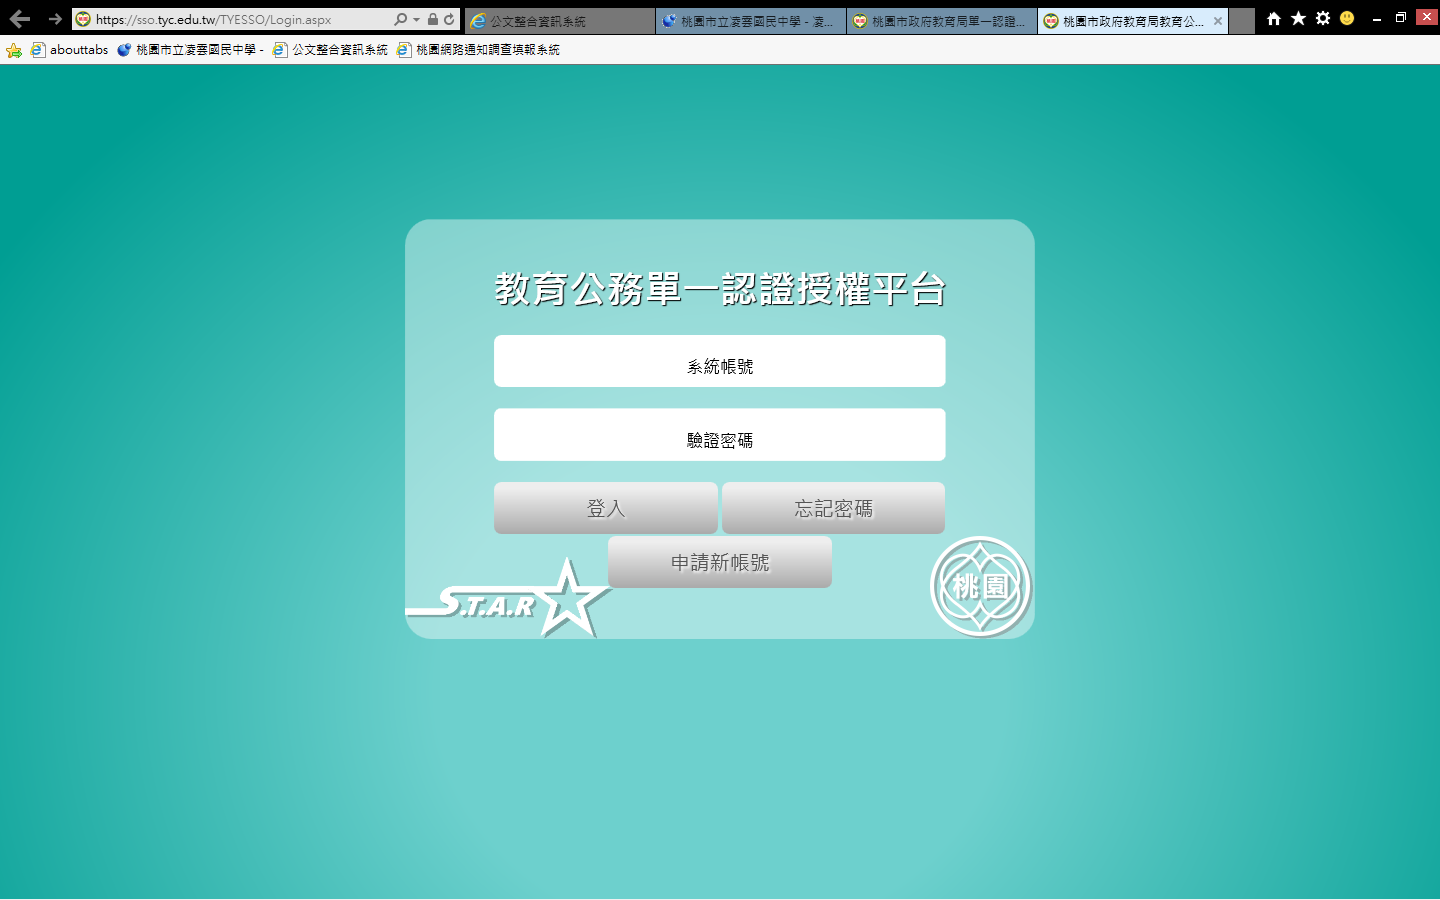 https://sso.tyc.edu.tw/TYESSO/Login.aspx
公文整合資訊系統
桃園市立凌雲國民中學 - 凌...
桃園市政府教育局單一認證...
桃園市政府教育局教育公...
abouttabs
桃園市立凌雲國民中學 -
公文整合資訊系統
桃園網路通知調查填報系統
教育公務單一認證授權平台
系統帳號
驗證密碼
登入
忘記密碼
申請新帳號
S.T.A.R
桃園